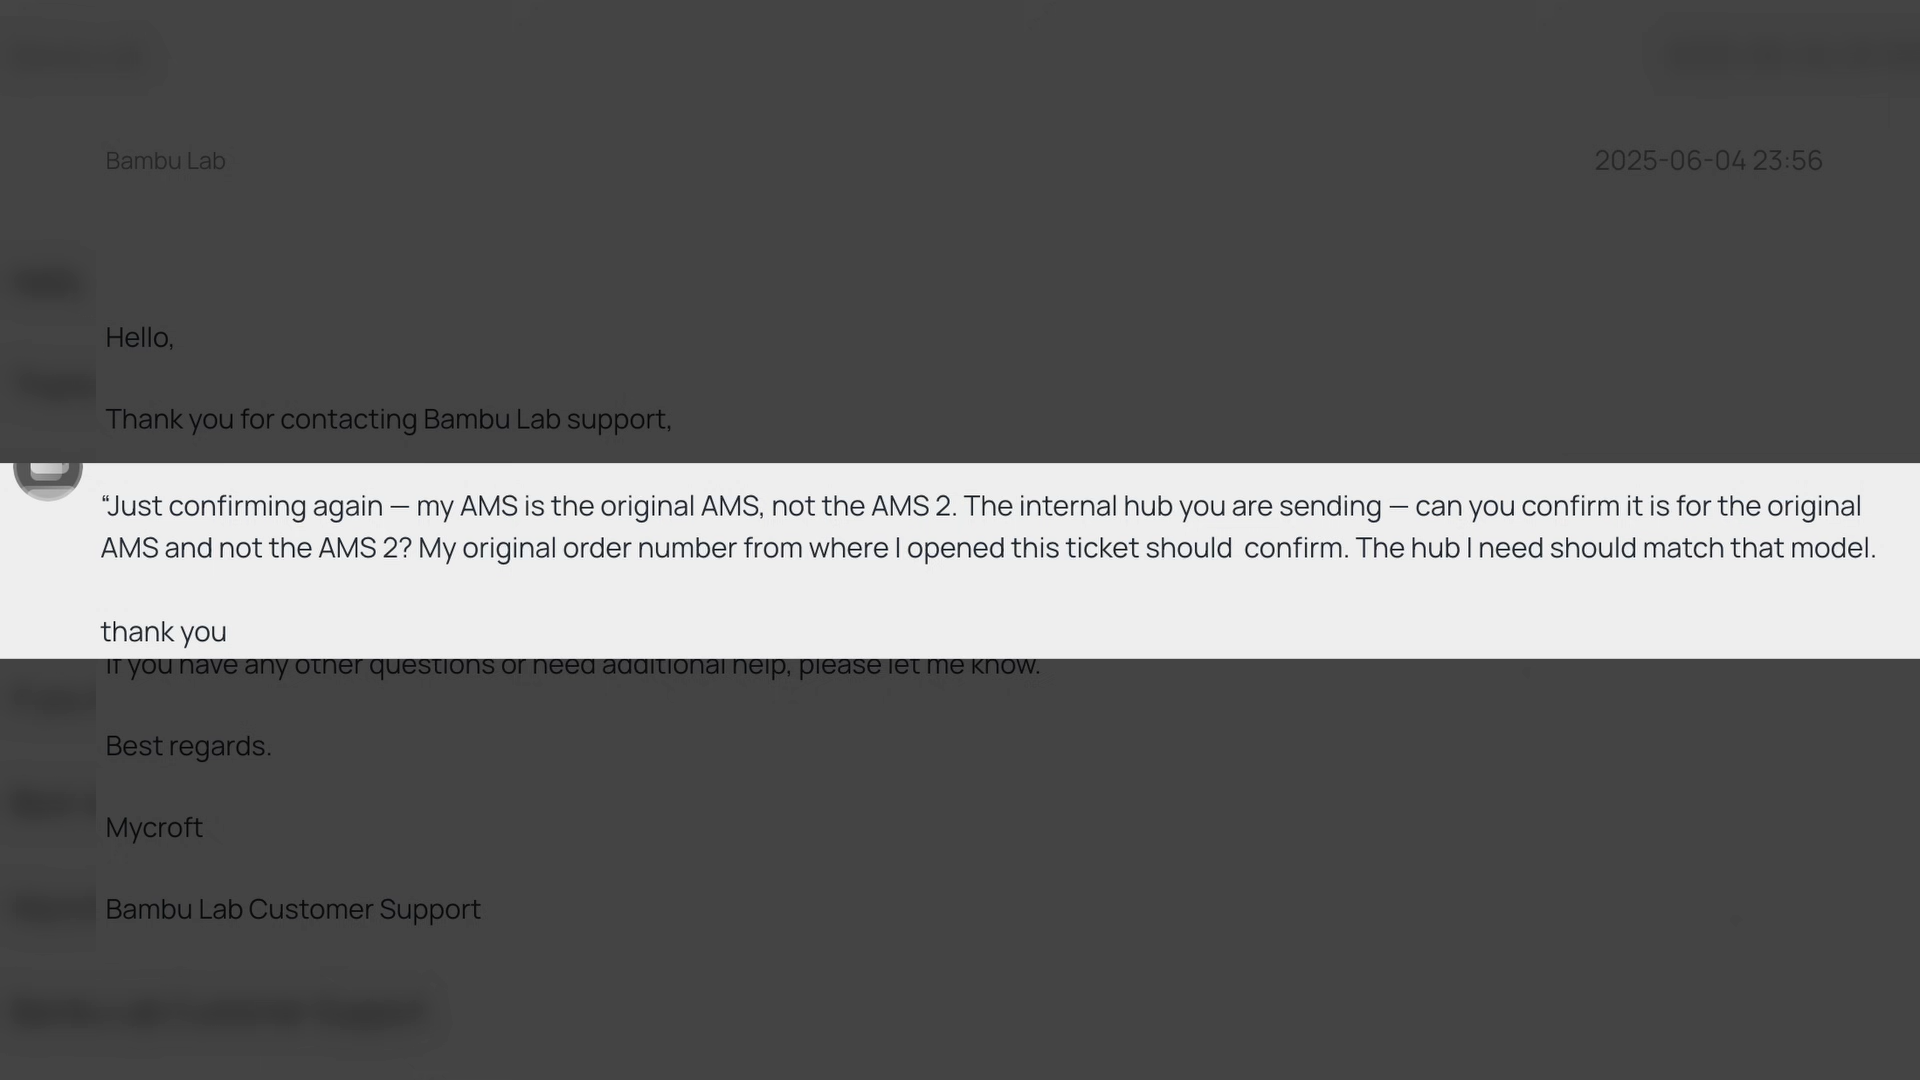 Bambu Lab
2025-06-04 23:56
Hello,
Thank you for contacting Bambu Lab support,
“Just confirming again — my AMS is the original AMS, not the AMS 2. The internal hub you are sending — can you confirm it is for the original
AMS and not the AMS 2? My original order number from where I opened this ticket should  confirm. The hub I need should match that model.
thank you
If you have any other questions or need additional help, please let me know.
Best regards.
Mycroft
Bambu Lab Customer Support